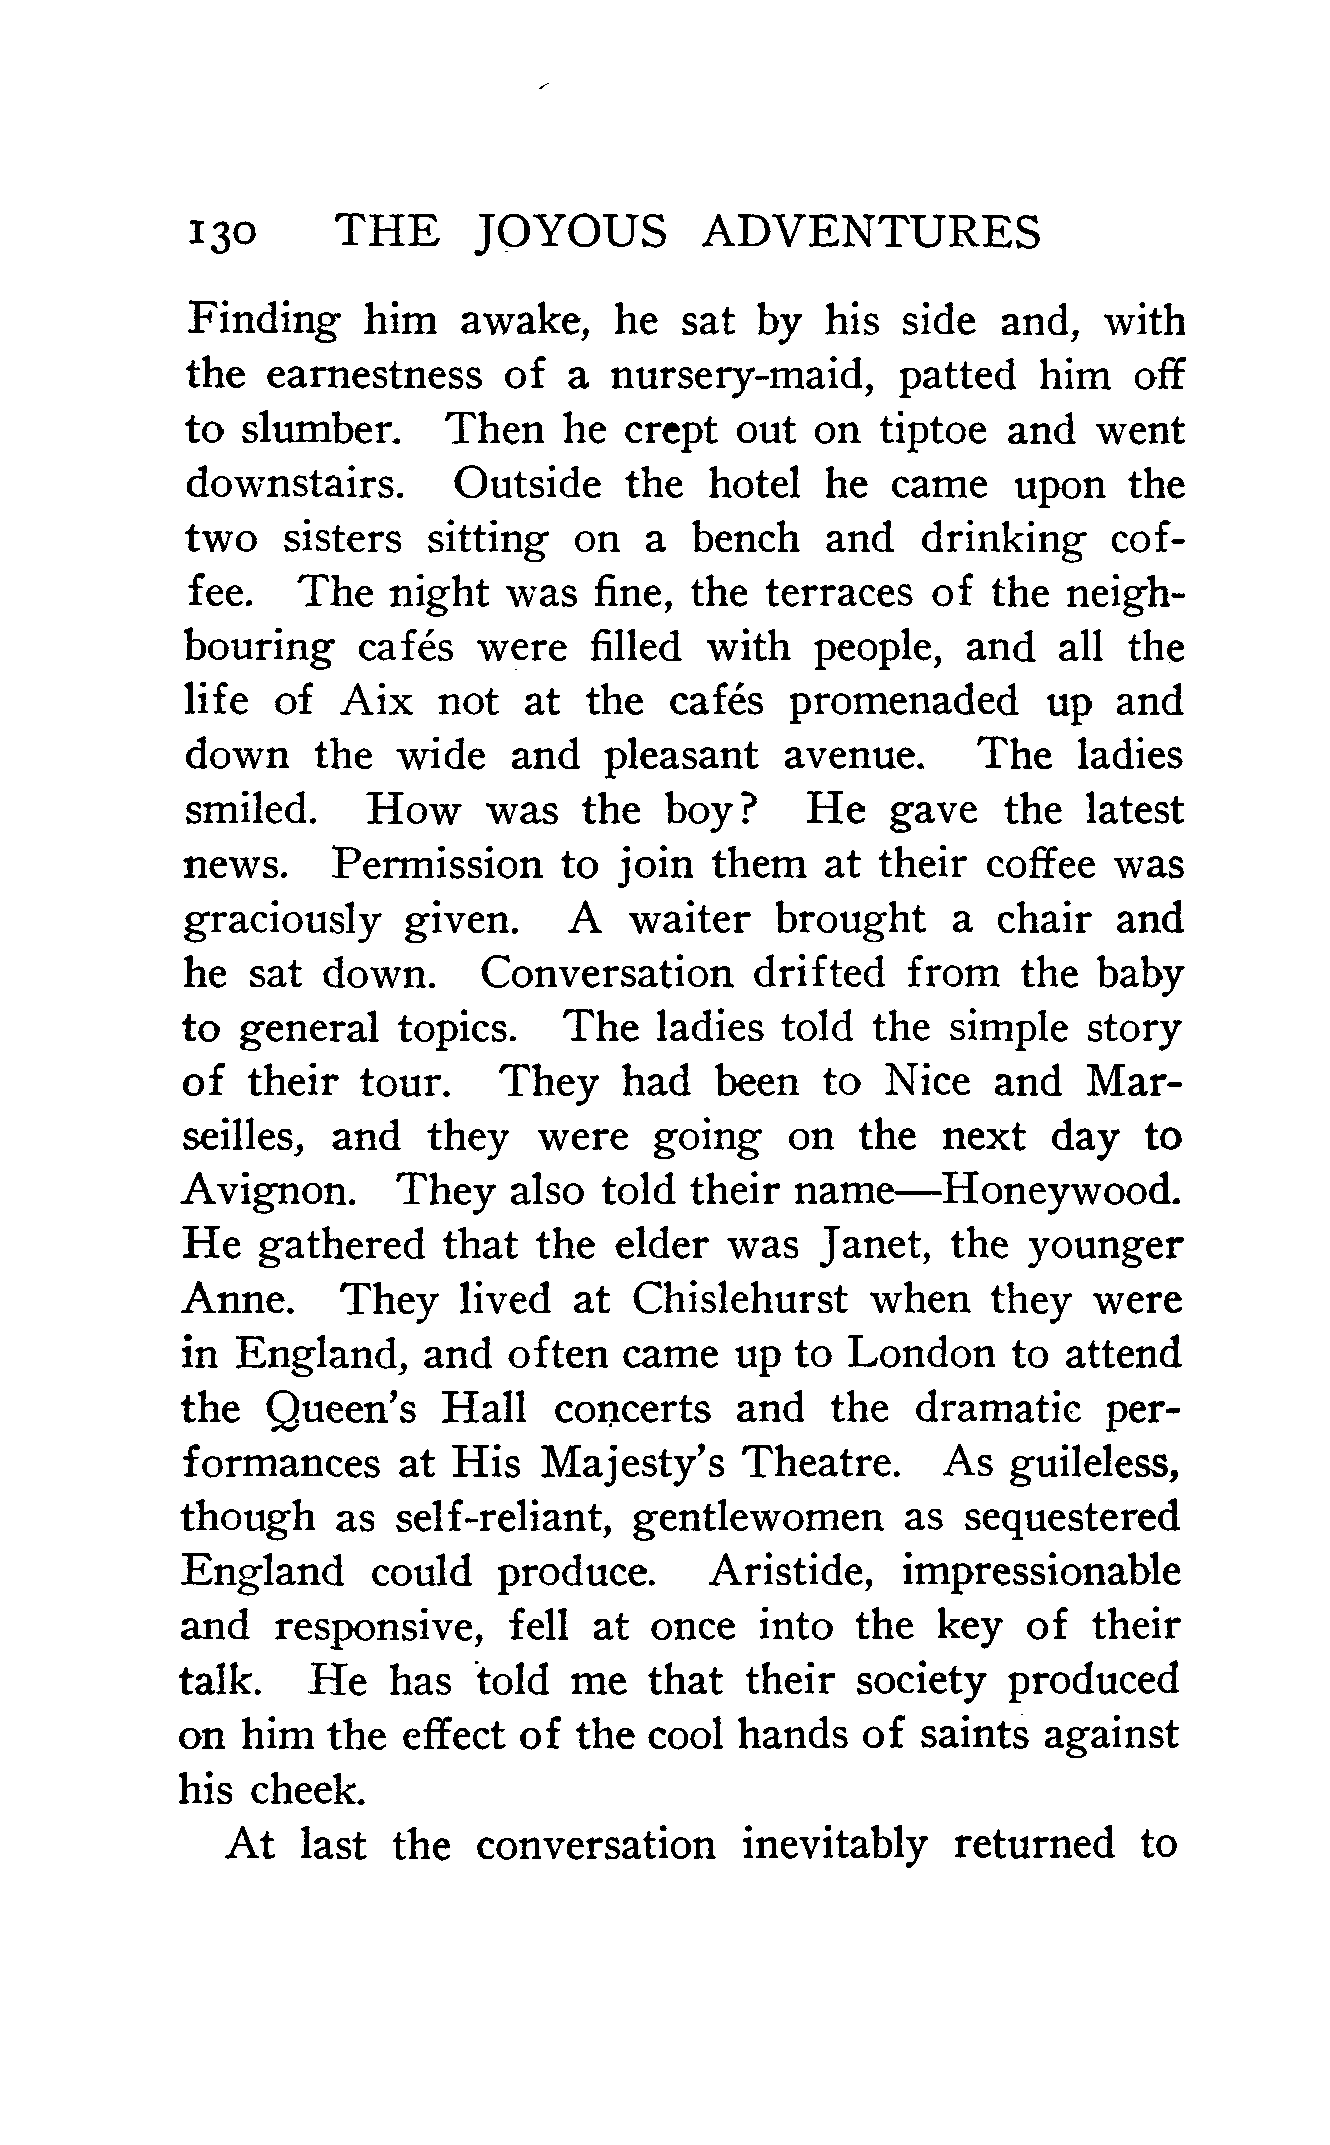 130 THE JOYOUS ADVENTURES
Finding him awake, he sat by his side and, with
the earnestness of a nursery-maid, patted him off
to slumber. Then he crept out on tiptoe and went
downstairs. Outside the hotel he came upon the
two sisters sitting on a bench and drinking cof-
fee. The night was fine, the terraces of the neigh-
bouring cafés were filled with people, and all the
life of Aix not at the cafés promenaded up and
down the wide and pleasant avenue. The ladies
smiled. How was the boy? He gave the latest
news. Permission to join them at their coffee was
graciously given. A waiter brought a chair and
he sat down. Conversation drifted from the baby
to general topics. The ladies told the simple story
of their tour. They had been to Nice and Mar-
seilles, and they were going on the next day to
Avignon. They also told their name—Honeywood.
He gathered that the elder was Janet, the younger
Anne. They lived at Chislehurst when they were
in England, and often came up to London to attend
the Queen's Hall concerts and the dramatic per-
formances at His Majesty's Theatre. As guileless,
though as self-reliant, gentlewomen as sequestered
England could produce. Aristide, impressionable
and responsive, fell at once into the key of their
talk. He has told me that their society produced
on him the effect of the cool hands of saints against
his cheek.
At last the conversation inevitably returned to